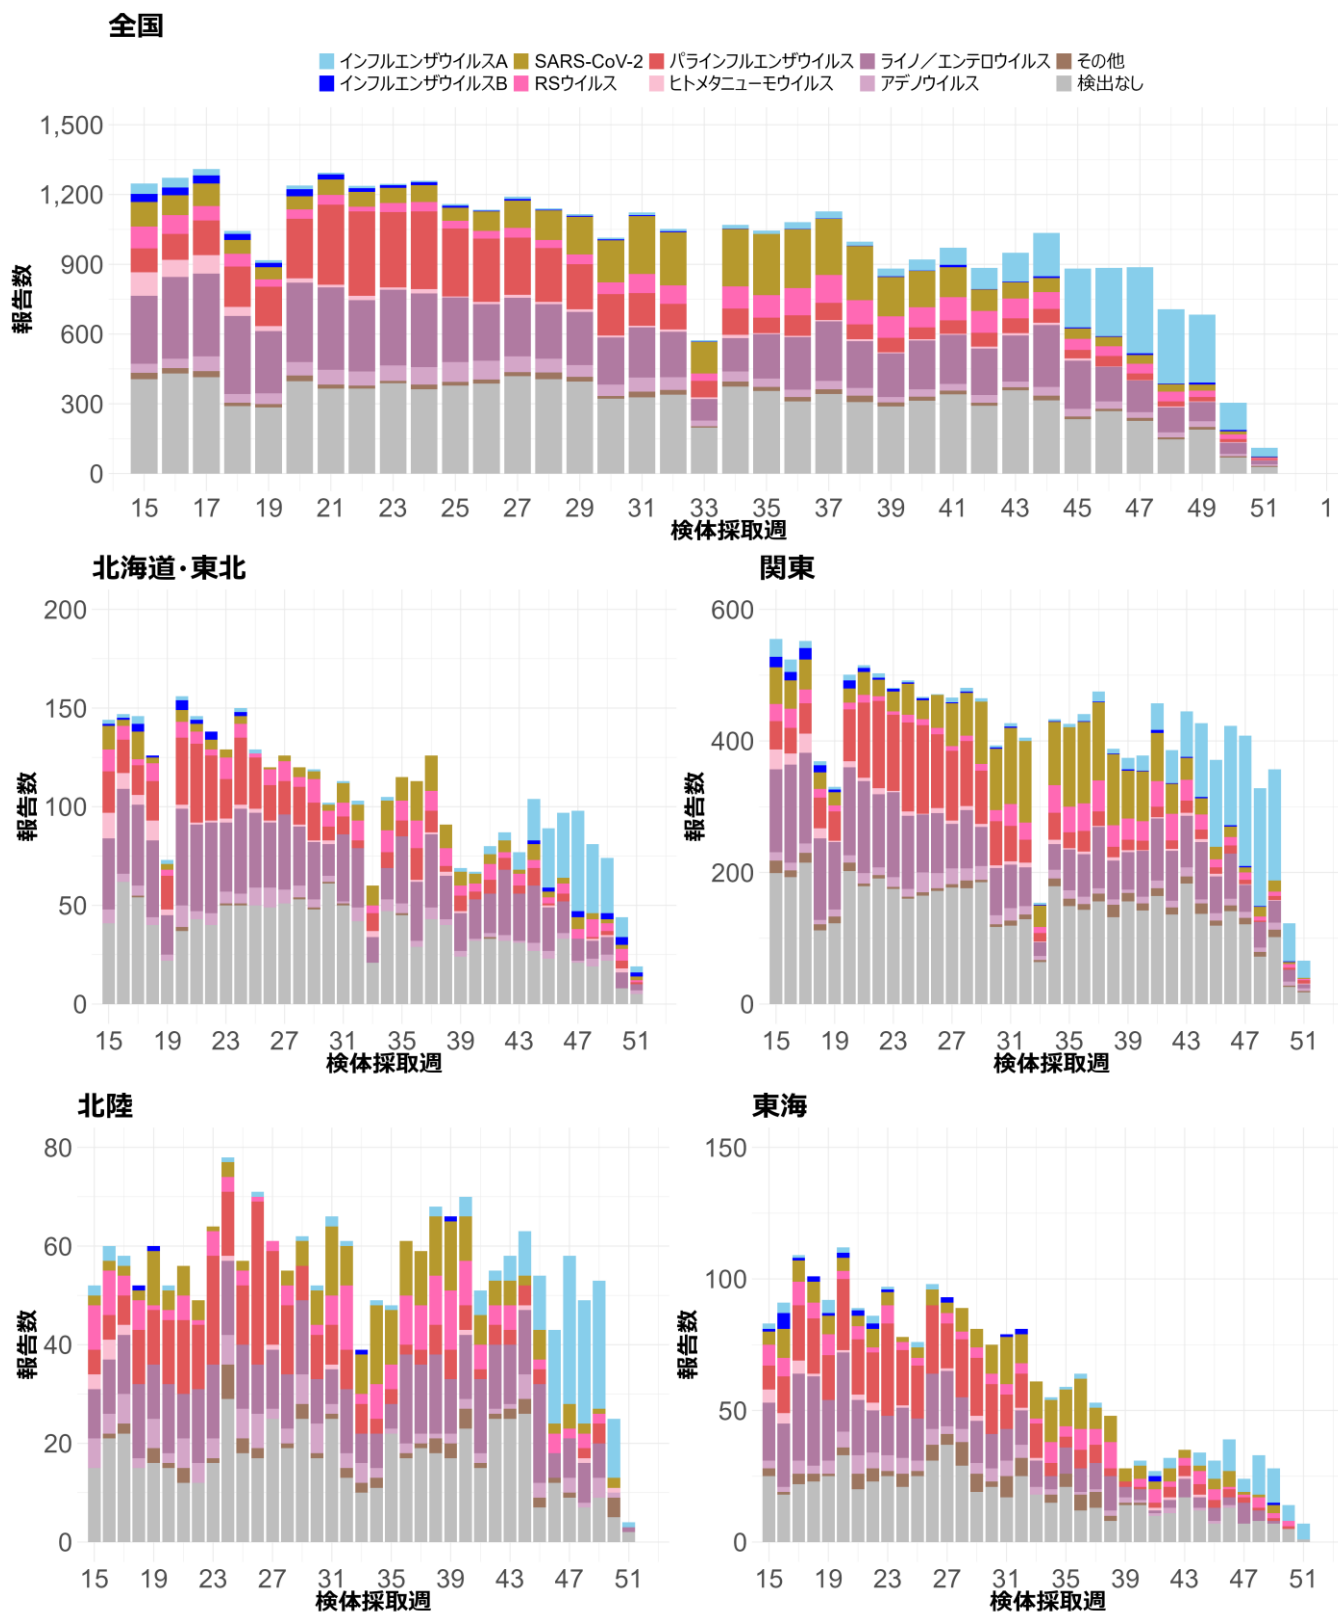 全国
インフルエンザウイルスA SARS-CoV-2 パラインフルエンザウイルス ライノ／エンテロウイルス その他
インフルエンザウイルスB RSウイルス ヒトメタニューモウイルス アデノウイルス 検出なし
1,500
1,200
900
600
300
0
報告数
15 17 19 21 23 25 27 29 31 33 35 37 39 41 43 45 47 49 51 1
検体採取週
北海道・東北
200
150
100
50
0
報告数
15 19 23 27 31 35 39 43 47 51
検体採取週
関東
600
400
200
0
報告数
15 19 23 27 31 35 39 43 47 51
検体採取週
北陸
80
60
40
20
0
報告数
15 19 23 27 31 35 39 43 47 51
検体採取週
東海
150
100
50
0
報告数
15 19 23 27 31 35 39 43 47 51
検体採取週